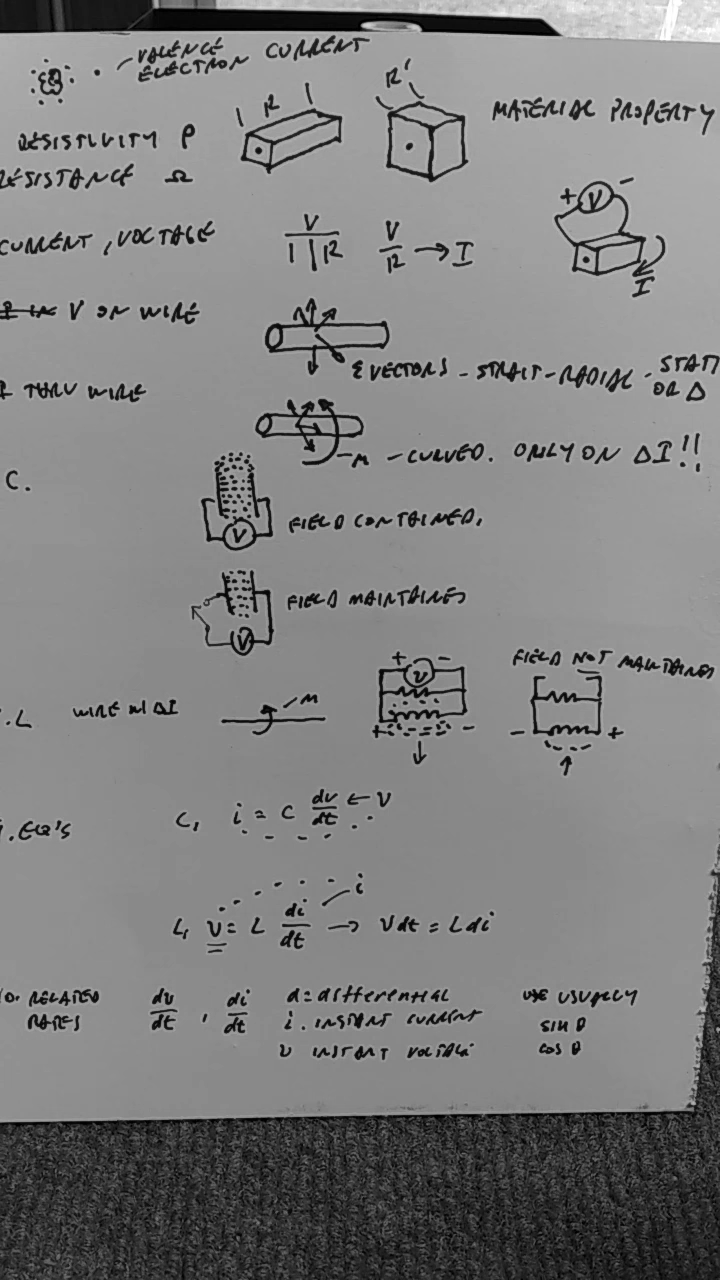 VALENCE
ELECTRON CURRENT
R
R'
MATERIAL PROPERTY
RESISTIVITY ρ
RESISTANCE Ω
+ V -
I
CURRENT, VOLTAGE
V
I | R
V
R → I
V ON WIRE
E VECTORS - STRAIT - RADIAL - STATI
OR Δ
I THRU WIRE
M - CURVED. ONLY ON ΔI!!
C.
V
FIELD CONTAINED,
V
FIELD MAINTAINED
+ V -
FIELD NOT MAINTAINED
.L WIRE W/ ΔI
M
+ -
- +
.EQ'S
C, i = C dv/dt ← V
i
L, v = L di/dt → Vdt = Ldi
10. RELATED RATES
dv/dt , di/dt
d = differential
i . INSTANT CURRENT
v INSTANT VOLTAGE
USE USUALLY
SIN θ
COS θ